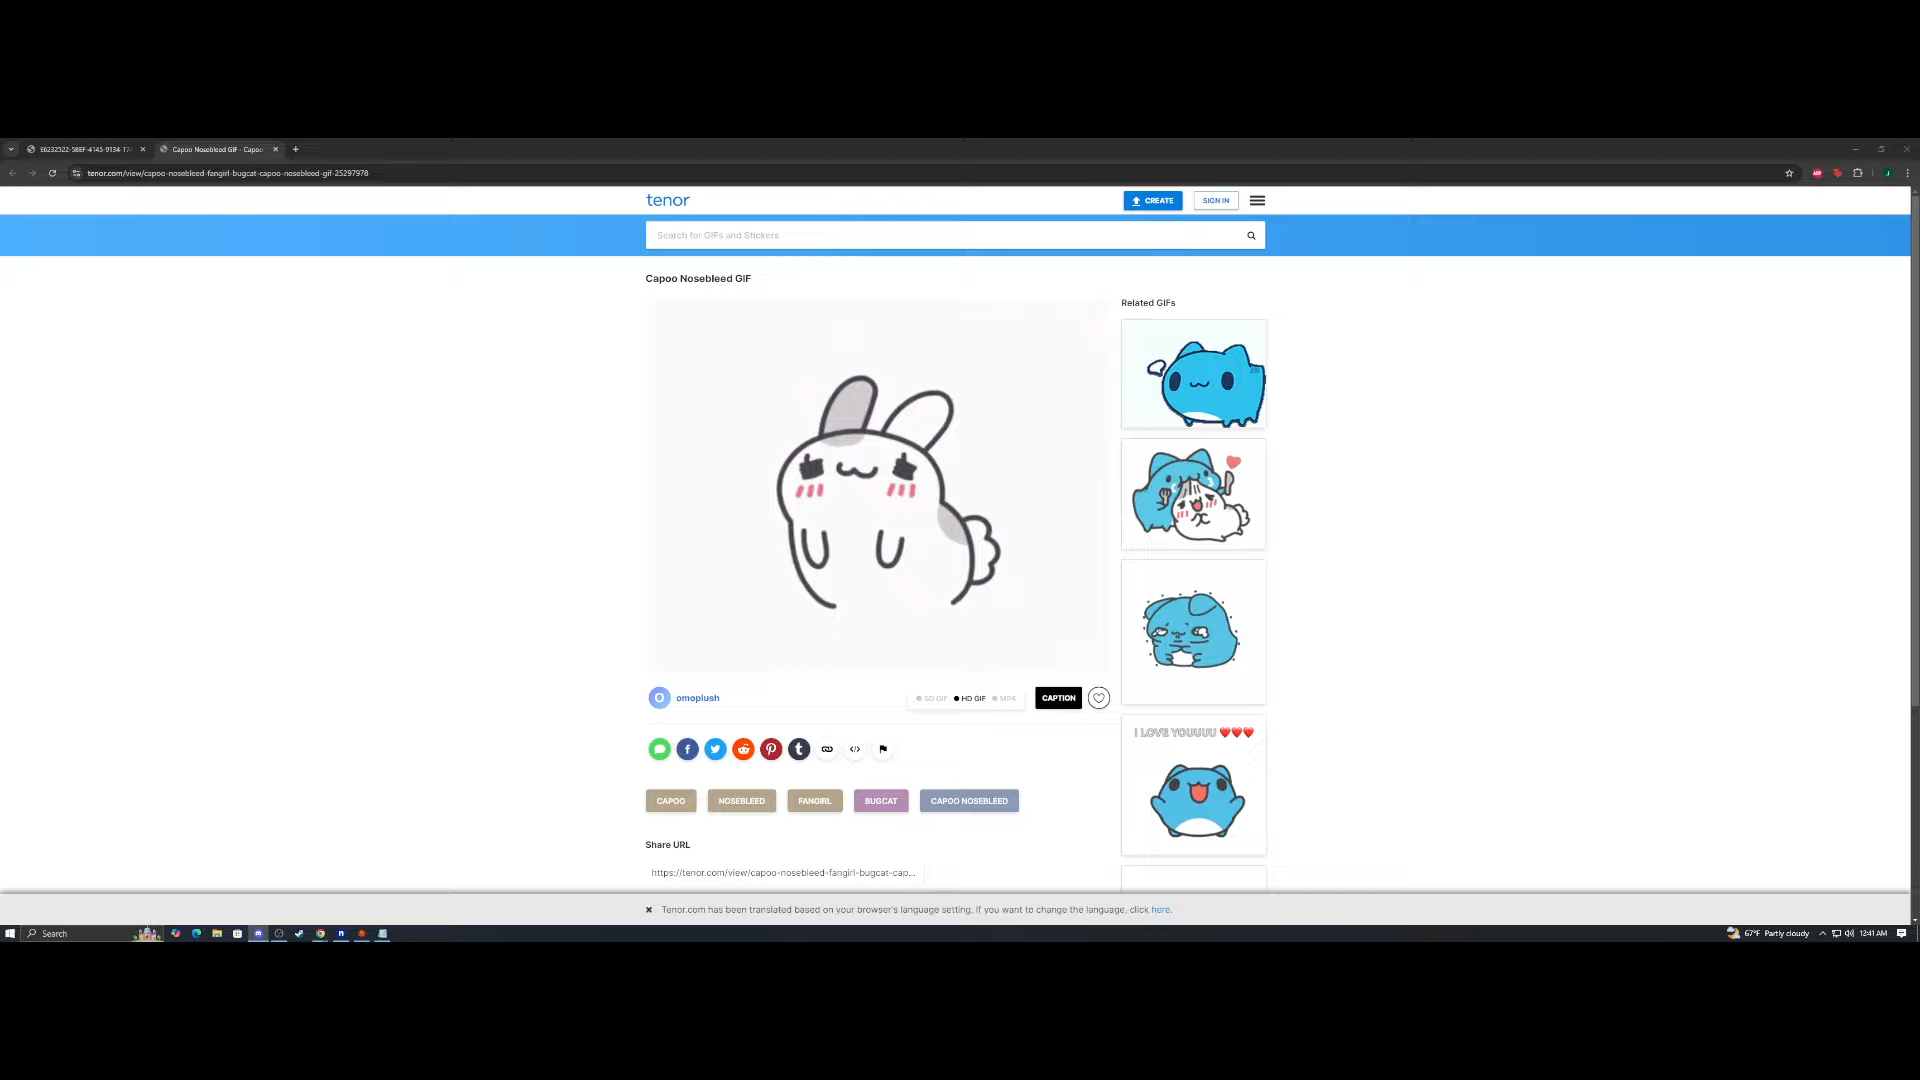 Capoo Nosebleed GIF - Capoo
tenor.com/view/capoo-nosebleed-fangirl-bugcat-capoo-nosebleed-gif-25297978
tenor
CREATE
SIGN IN
Search for GIFs and Stickers
Capoo Nosebleed GIF
Related GIFs
I LOVE YOUUUU
O
omoplush
SD GIF
HD GIF
MP4
CAPTION
CAPOO
NOSEBLEED
FANGIRL
BUGCAT
CAPOO NOSEBLEED
Share URL
https://tenor.com/view/capoo-nosebleed-fangirl-bugcat-cap...
Tenor.com has been translated based on your browser's language setting. If you want to change the language, click here.
Search
67°F Partly cloudy
12:41 AM